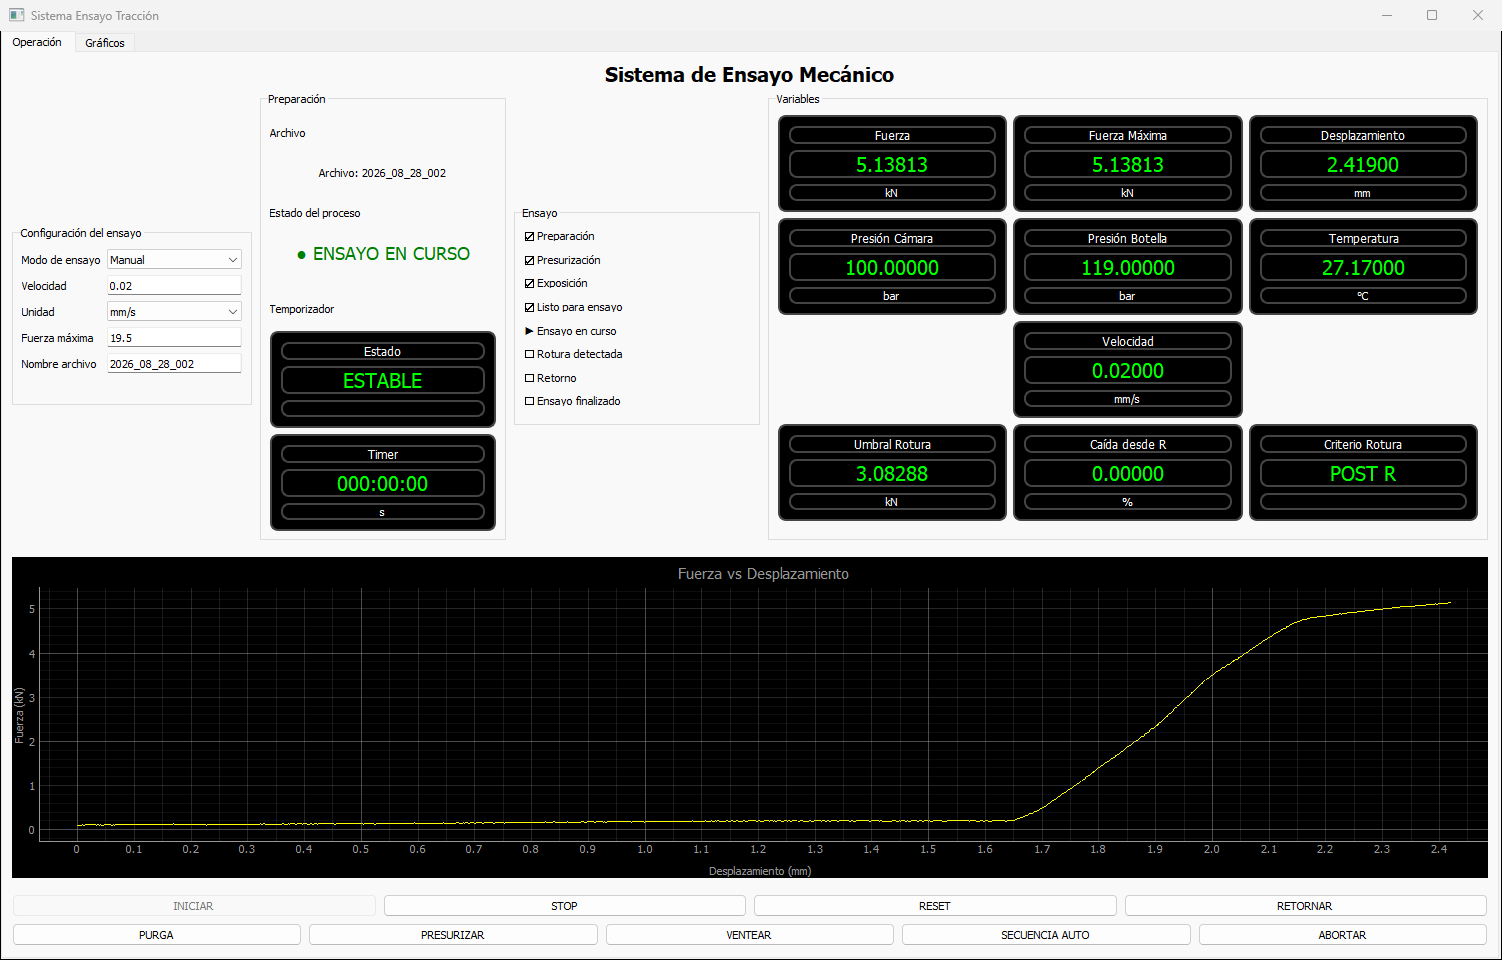 Sistema Ensayo Tracción
Operación
Gráficos
Sistema de Ensayo Mecánico
Configuración del ensayo
Modo de ensayo
Manual
Velocidad
0.02
Unidad
mm/s
Fuerza máxima
19.5
Nombre archivo
2026_08_28_002
Preparación
Archivo
Archivo: 2026_08_28_002
Estado del proceso
● ENSAYO EN CURSO
Temporizador
Estado
ESTABLE
Timer
000:00:00
s
Ensayo
Preparación
Presurización
Exposición
Listo para ensayo
Ensayo en curso
Rotura detectada
Retorno
Ensayo finalizado
Variables
Fuerza
5.13813
kN
Fuerza Máxima
5.13813
kN
Desplazamiento
2.41900
mm
Presión Cámara
100.00000
bar
Presión Botella
119.00000
bar
Temperatura
27.17000
°C
Velocidad
0.02000
mm/s
Umbral Rotura
3.08288
kN
Caída desde R
0.00000
%
Criterio Rotura
POST R
Fuerza vs Desplazamiento
Fuerza (kN)
5
4
3
2
1
0
0 0.1 0.2 0.3 0.4 0.5 0.6 0.7 0.8 0.9 1.0 1.1 1.2 1.3 1.4 1.5 1.6 1.7 1.8 1.9 2.0 2.1 2.2 2.3 2.4
Desplazamiento (mm)
INICIAR
STOP
RESET
RETORNAR
PURGA
PRESURIZAR
VENTEAR
SECUENCIA AUTO
ABORTAR